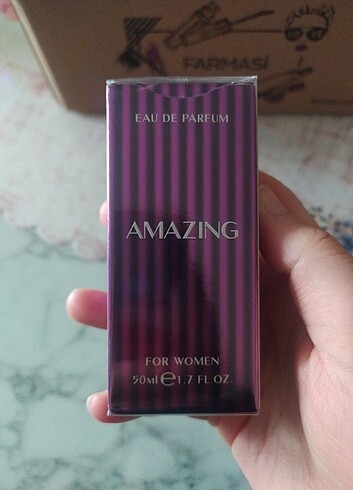 FARMASİ
EAU DE PARFUM
AMAZING
FOR WOMEN
50ml e 1.7 FL.OZ.